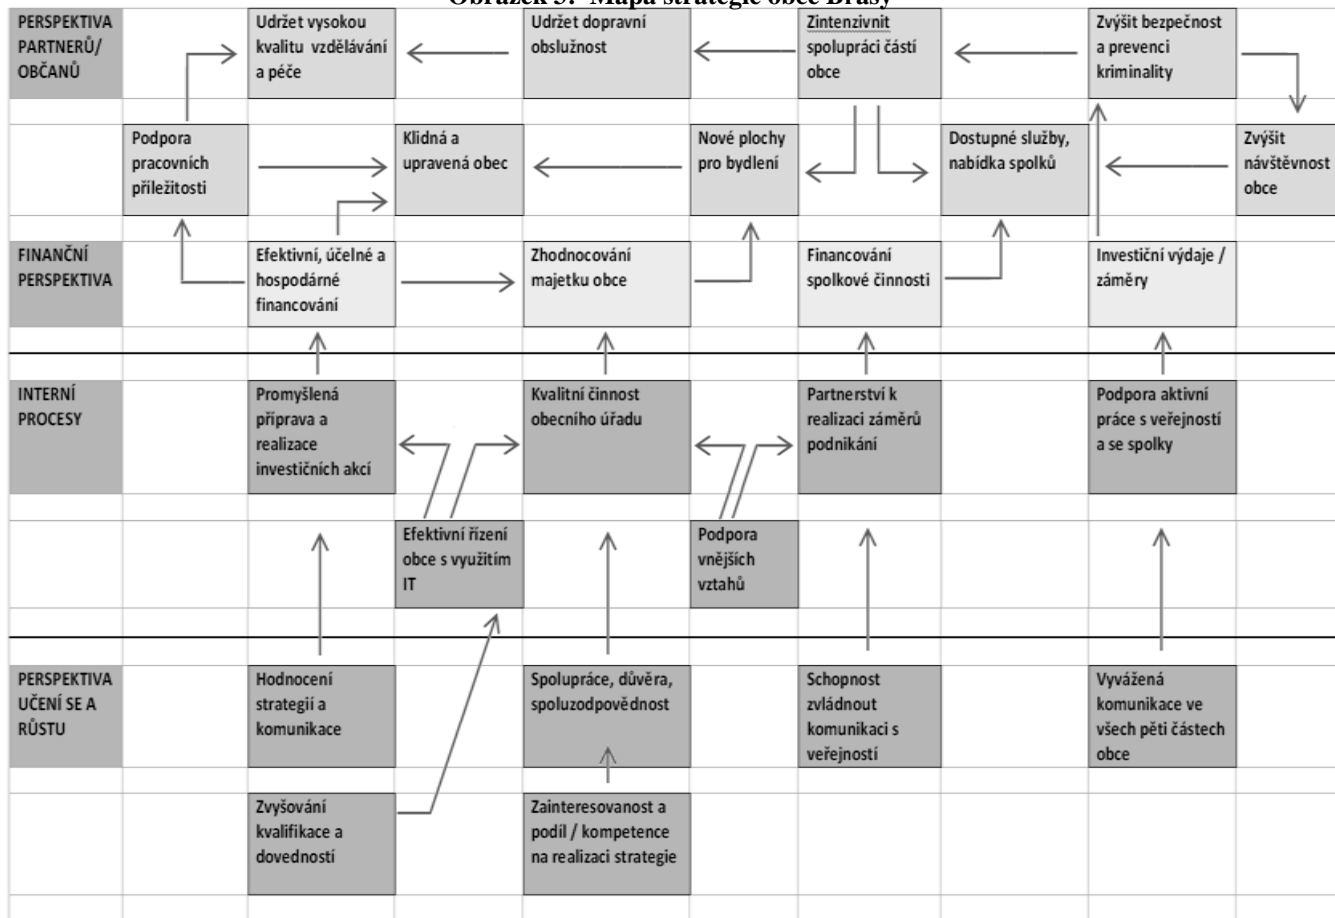 Obrázek 3: Mapa strategie obce Břasy
PERSPEKTIVA
PARTNERŮ/
OBČANŮ
Udržet vysokou
kvalitu vzdělávání
a péče
Udržet dopravní
obslužnost
Zintenzivnit
spolupráci částí
obce
Zvýšit bezpečnost
a prevenci
kriminality
Podpora
pracovních
příležitosti
Klidná a
upravená obec
Nové plochy
pro bydlení
Dostupné služby,
nabídka spolků
Zvýšit
návštěvnost
obce
FINANČNÍ
PERSPEKTIVA
Efektivní, účelné a
hospodárné
financování
Zhodnocování
majetku obce
Financování
spolkové činnosti
Investiční výdaje /
záměry
INTERNÍ
PROCESY
Promyšlená
příprava a
realizace
investičních akcí
Kvalitní činnost
obecního úřadu
Partnerství k
realizaci záměrů
podnikání
Podpora aktivní
práce s veřejností
a se spolky
Efektivní řízení
obce s využitím
IT
Podpora
vnějších
vztahů
PERSPEKTIVA
UČENÍ SE A
RŮSTU
Hodnocení
strategií a
komunikace
Spolupráce, důvěra,
spoluzodpovědnost
Schopnost
zvládnout
komunikaci s
veřejností
Vyvážená
komunikace ve
všech pěti částech
obce
Zvyšování
kvalifikace a
dovedností
Zainteresovanost a
podíl / kompetence
na realizaci strategie